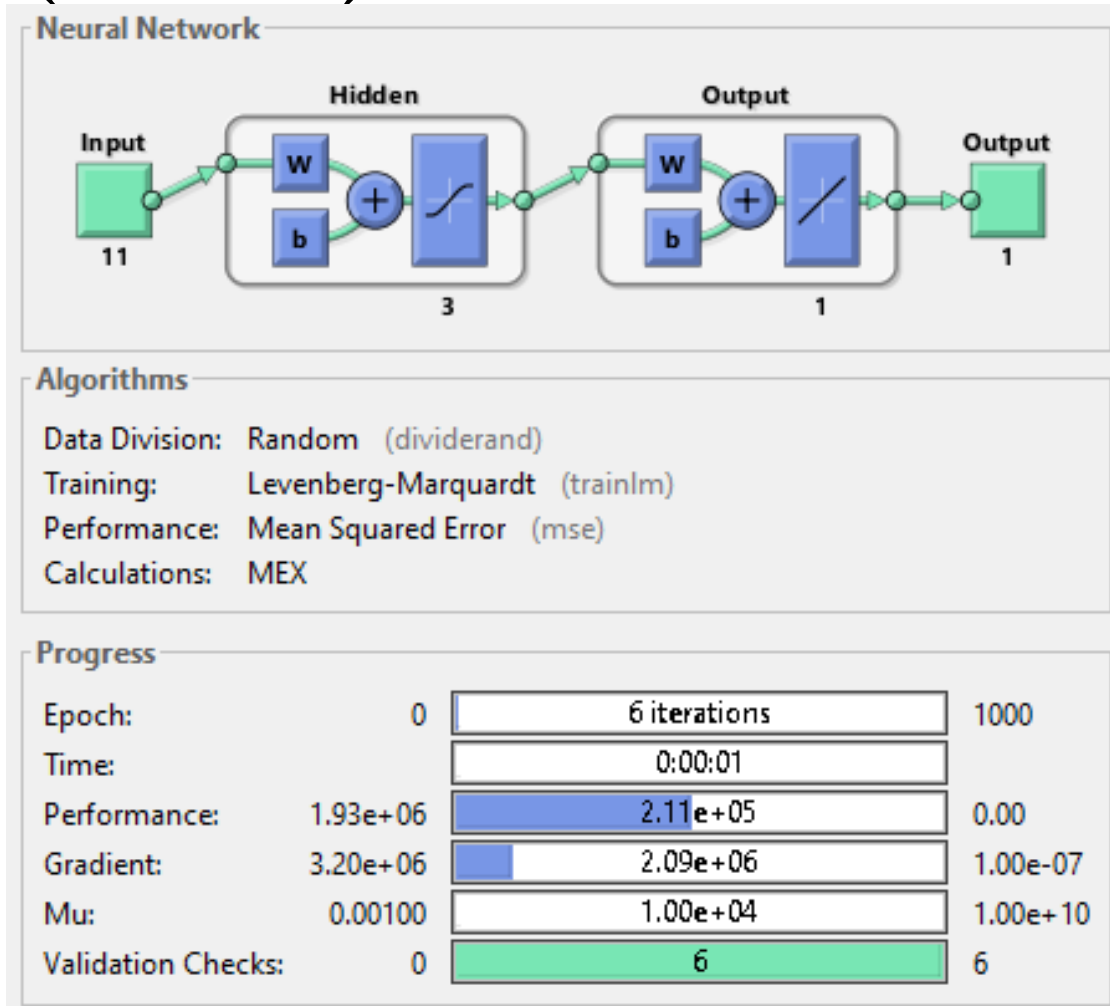 Neural Network
Hidden Output
Input Output
W + W +
b b
11 1
3 1
Algorithms
Data Division: Random (dividerand)
Training: Levenberg-Marquardt (trainlm)
Performance: Mean Squared Error (mse)
Calculations: MEX
Progress
Epoch: 0 6 iterations 1000
Time: 0:00:01
Performance: 1.93e+06 2.11e+05 0.00
Gradient: 3.20e+06 2.09e+06 1.00e-07
Mu: 0.00100 1.00e+04 1.00e+10
Validation Checks: 0 6 6